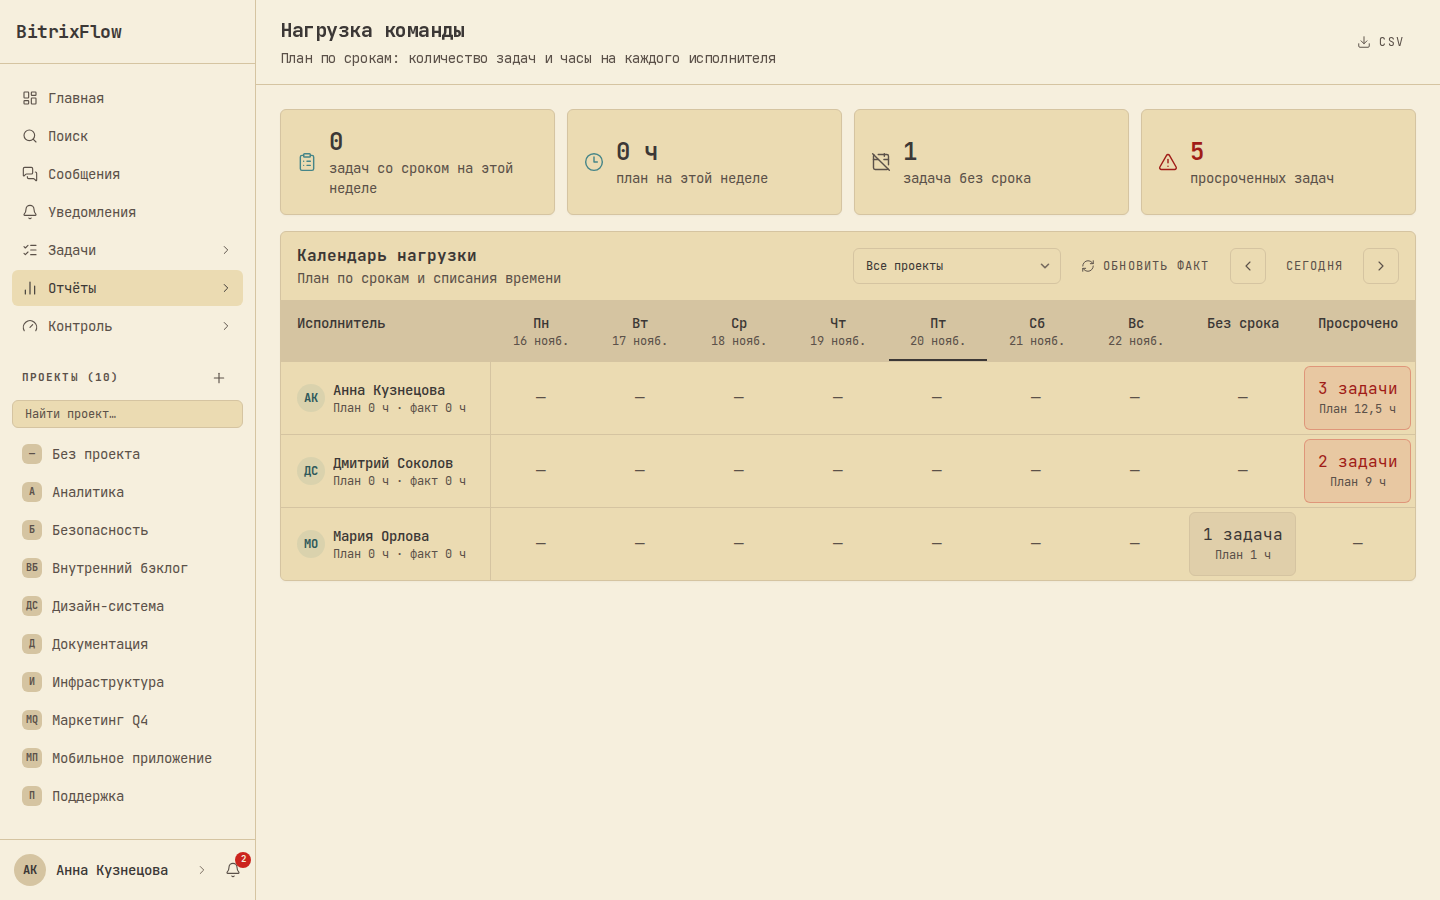 BitrixFlow
Главная
Поиск
Сообщения
Уведомления
Задачи
Отчёты
Контроль
ПРОЕКТЫ (10)
Найти проект…
— Без проекта
А Аналитика
Б Безопасность
ВБ Внутренний бэклог
ДС Дизайн-система
Д Документация
И Инфраструктура
MQ Маркетинг Q4
МП Мобильное приложение
П Поддержка
АК Анна Кузнецова 2
Нагрузка команды
План по срокам: количество задач и часы на каждого исполнителя
CSV
0
задач со сроком на этой
неделе
0 ч
план на этой неделе
1
задача без срока
5
просроченных задач
Календарь нагрузки
План по срокам и списания времени
Все проекты
ОБНОВИТЬ ФАКТ
СЕГОДНЯ
Исполнитель Пн Вт Ср Чт Пт Сб Вс Без срока Просрочено
16 нояб. 17 нояб. 18 нояб. 19 нояб. 20 нояб. 21 нояб. 22 нояб.
АК Анна Кузнецова — — — — — — — — 3 задачи
План 0 ч · факт 0 ч План 12,5 ч
ДС Дмитрий Соколов — — — — — — — — 2 задачи
План 0 ч · факт 0 ч План 9 ч
МО Мария Орлова — — — — — — — 1 задача —
План 0 ч · факт 0 ч План 1 ч